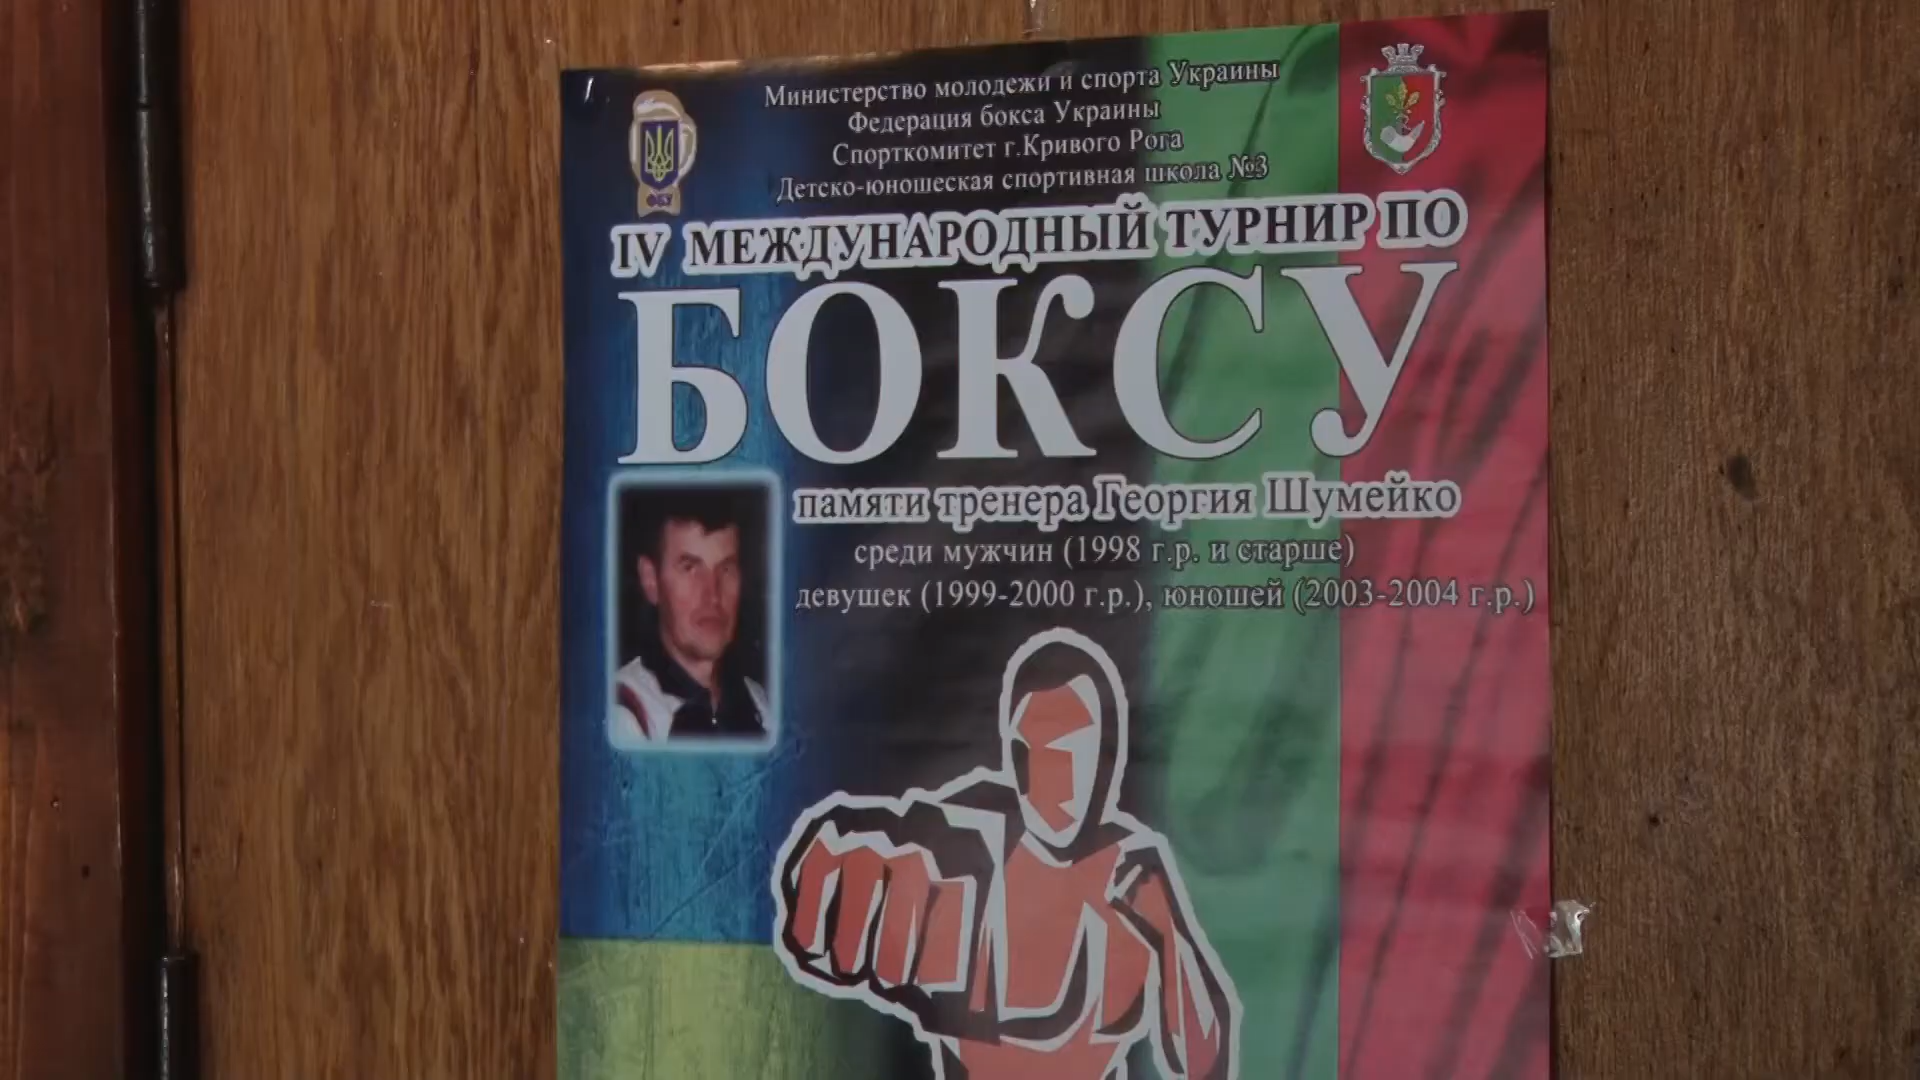 Министерство молодежи и спорта Украины
Федерация бокса Украины
Спорткомитет г.Кривого Рога
Детско-юношеская спортивная школа №3
ФБУ
IV МЕЖДУНАРОДНЫЙ ТУРНИР ПО
БОКСУ
памяти тренера Георгия Шумейко
среди мужчин (1998 г.р. и старше)
девушек (1999-2000 г.р.), юношей (2003-2004 г.р.)